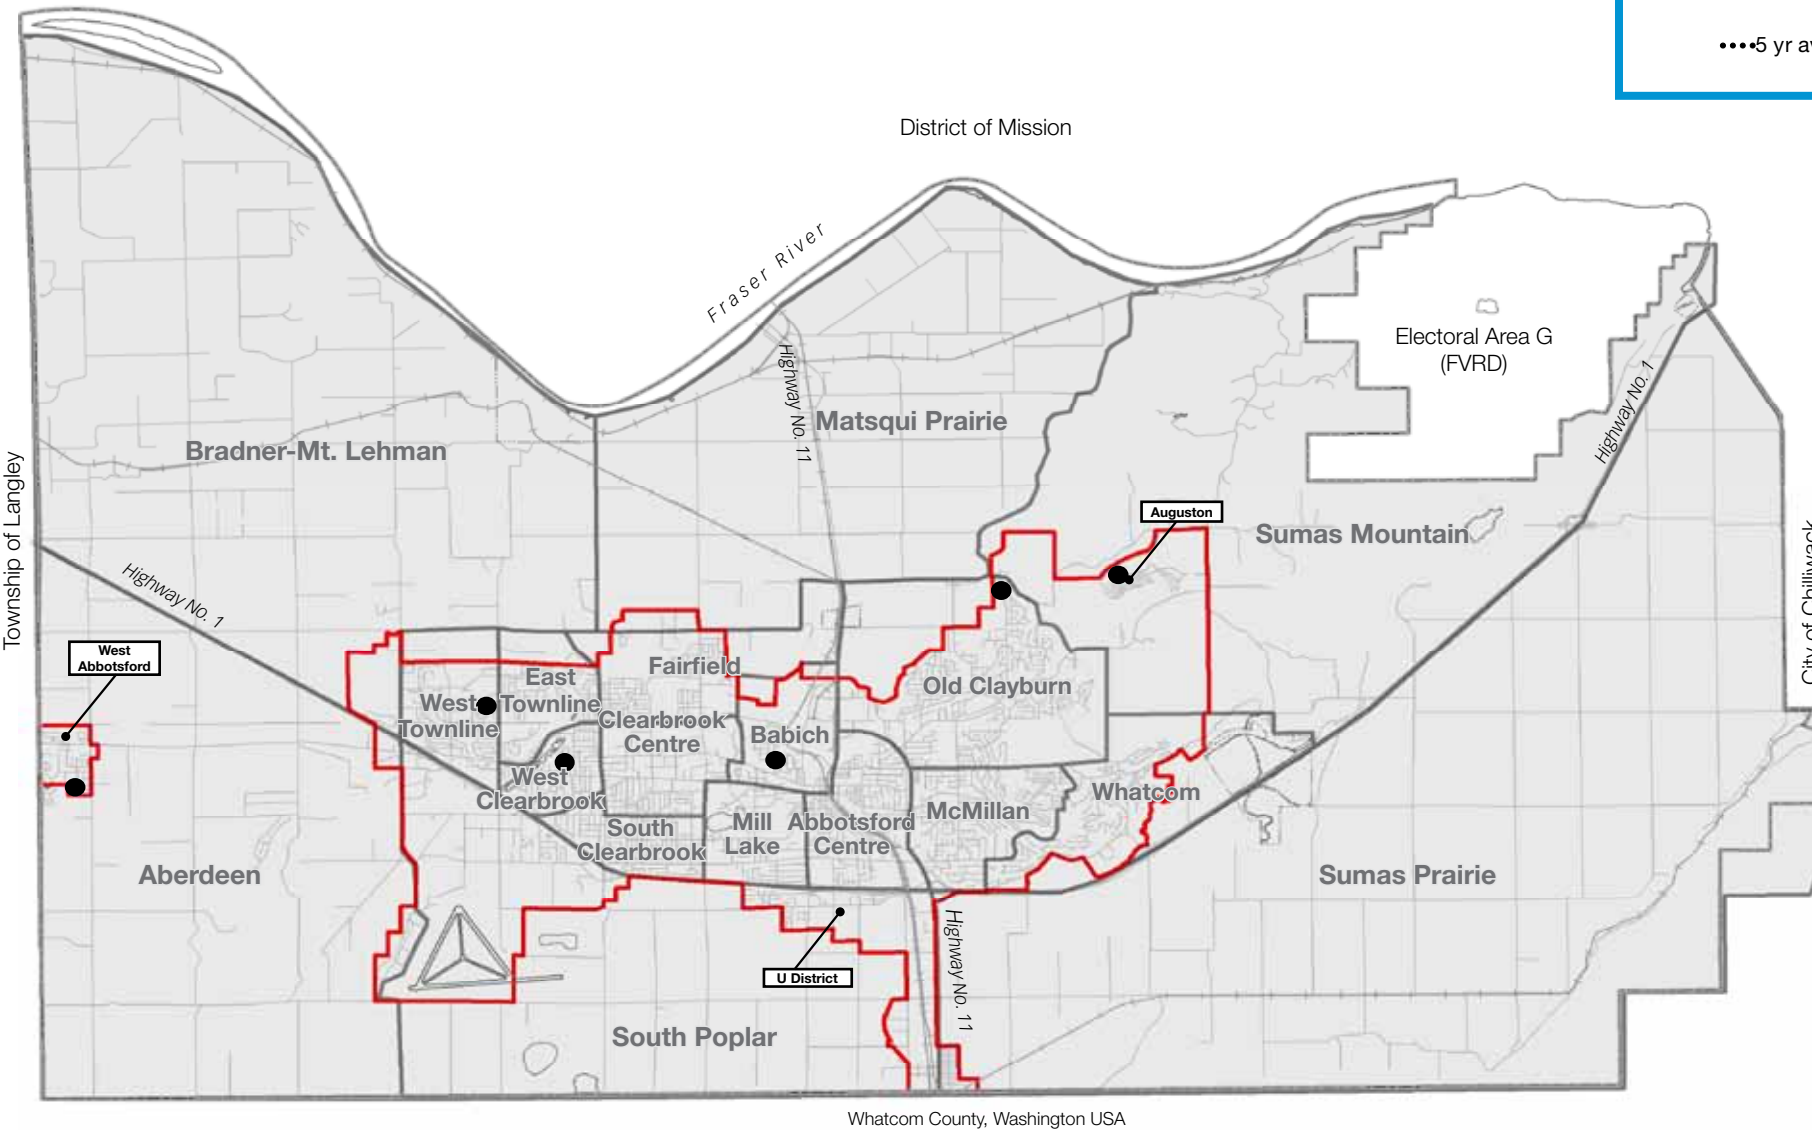 5 yr
District of Mission
Fraser River
Electoral Area G
(FVRD)
Highway No. 1
Highway No. 11
Matsqui Prairie
Bradner-Mt. Lehman
Township of Langley
Auguston
Sumas Mountain
City of Chilliwack
Highway No. 1
West
Abbotsford
Fairfield
East
Townline
Old Clayburn
West
Townline
Clearbrook
Centre
Babich
West
Clearbrook
Whatcom
McMillan
South
Clearbrook
Mill
Lake
Abbotsford
Centre
Aberdeen
Sumas Prairie
Highway No. 11
U District
South Poplar
Whatcom County, Washington USA